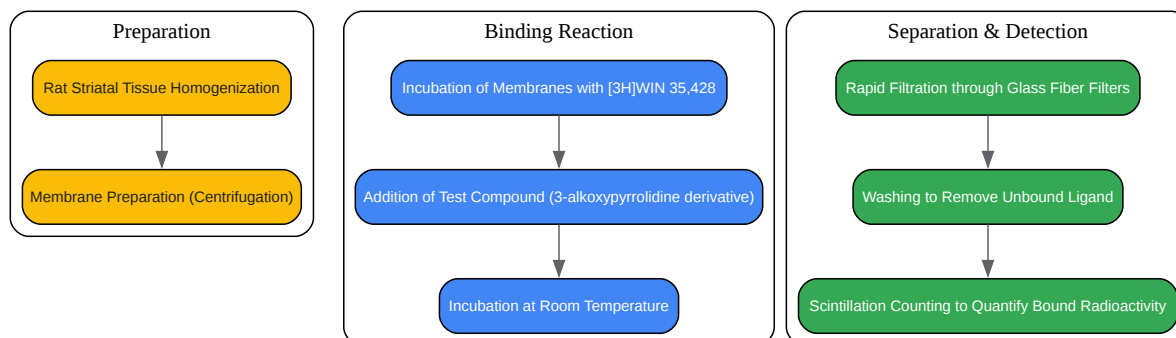 Preparation
Rat Striatal Tissue Homogenization
Membrane Preparation (Centrifugation)
Binding Reaction
Incubation of Membranes with [3H]WIN 35,428
Addition of Test Compound (3-alkoxypyrrolidine derivative)
Incubation at Room Temperature
Separation & Detection
Rapid Filtration through Glass Fiber Filters
Washing to Remove Unbound Ligand
Scintillation Counting to Quantify Bound Radioactivity